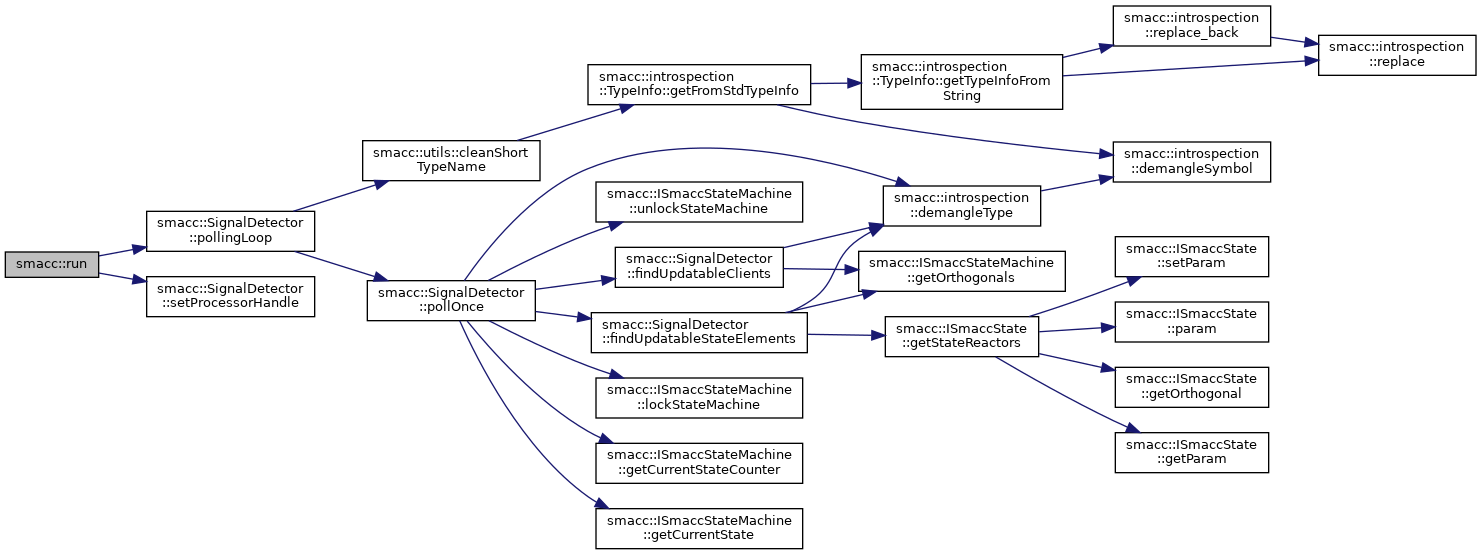 smacc::run
smacc::SignalDetector
::pollingLoop
smacc::SignalDetector
::setProcessorHandle
smacc::utils::cleanShort
TypeName
smacc::SignalDetector
::pollOnce
smacc::introspection
::TypeInfo::getFromStdTypeInfo
smacc::ISmaccStateMachine
::unlockStateMachine
smacc::SignalDetector
::findUpdatableClients
smacc::SignalDetector
::findUpdatableStateElements
smacc::ISmaccStateMachine
::lockStateMachine
smacc::ISmaccStateMachine
::getCurrentStateCounter
smacc::ISmaccStateMachine
::getCurrentState
smacc::introspection
::TypeInfo::getTypeInfoFrom
String
smacc::introspection
::demangleType
smacc::ISmaccStateMachine
::getOrthogonals
smacc::ISmaccState
::getStateReactors
smacc::introspection
::replace_back
smacc::introspection
::demangleSymbol
smacc::ISmaccState
::setParam
smacc::ISmaccState
::param
smacc::ISmaccState
::getOrthogonal
smacc::ISmaccState
::getParam
smacc::introspection
::replace